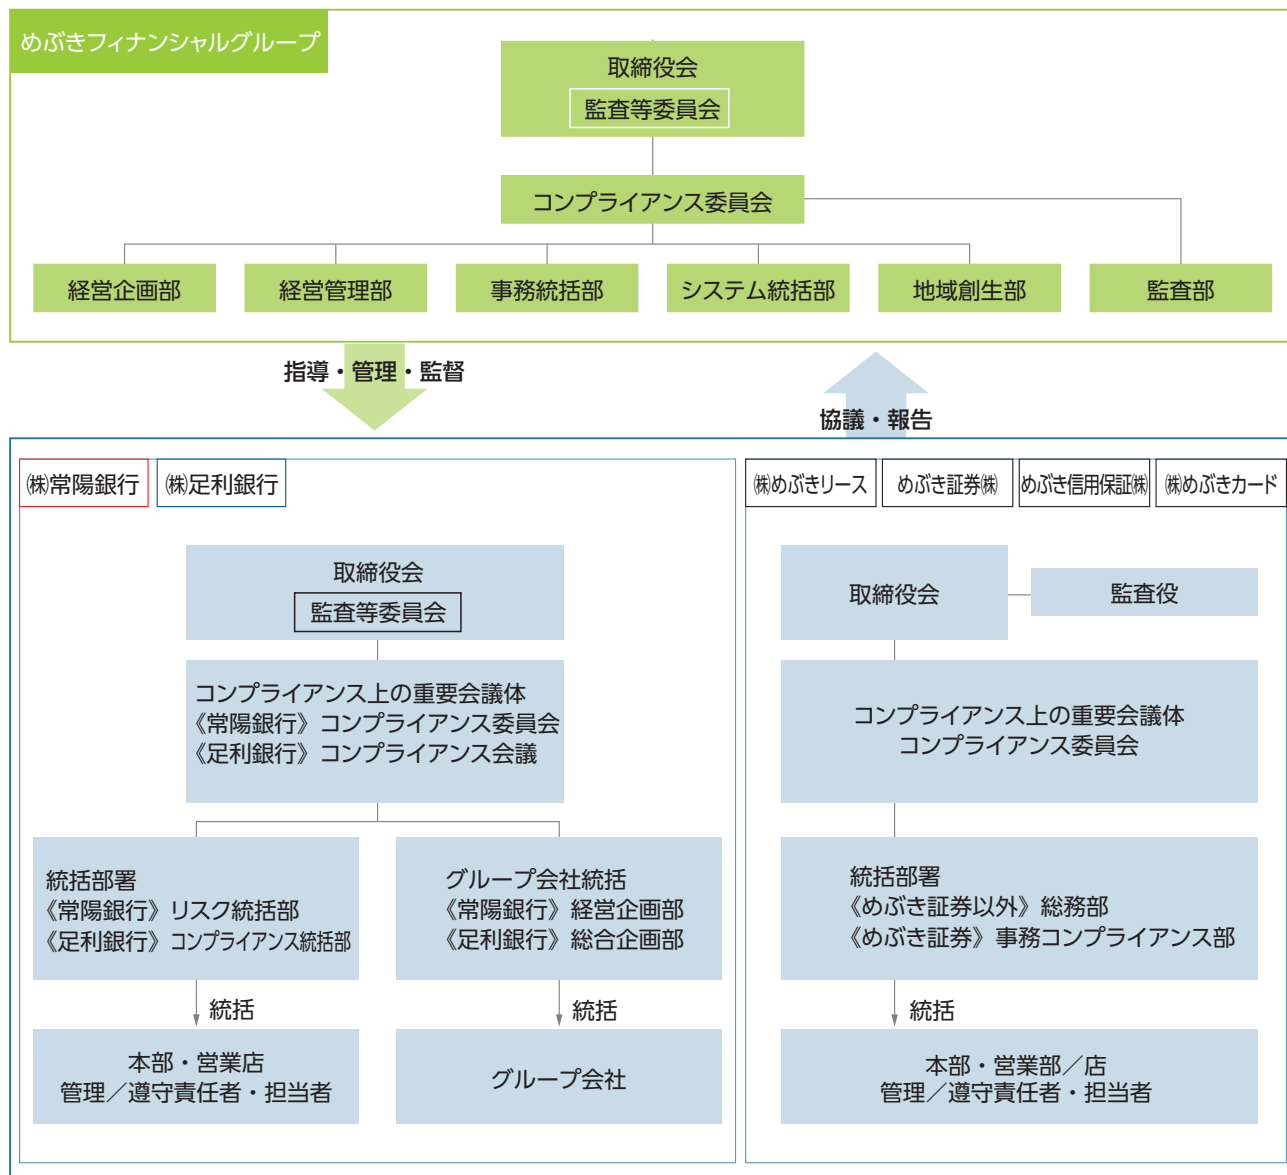 めぶきフィナンシャルグループ
取締役会
監査等委員会
コンプライアンス委員会
経営企画部
経営管理部
事務統括部
システム統括部
地域創生部
監査部
指導・管理・監督
協議・報告
㈱常陽銀行
㈱足利銀行
取締役会
監査等委員会
コンプライアンス上の重要会議体
《常陽銀行》コンプライアンス委員会
《足利銀行》コンプライアンス会議
統括部署
《常陽銀行》リスク統括部
《足利銀行》コンプライアンス統括部
グループ会社統括
《常陽銀行》経営企画部
《足利銀行》総合企画部
統括
統括
本部・営業店
管理／遵守責任者・担当者
グループ会社
㈱めぶきリース
めぶき証券㈱
めぶき信用保証㈱
㈱めぶきカード
取締役会
監査役
コンプライアンス上の重要会議体
コンプライアンス委員会
統括部署
《めぶき証券以外》総務部
《めぶき証券》事務コンプライアンス部
統括
本部・営業部／店
管理／遵守責任者・担当者